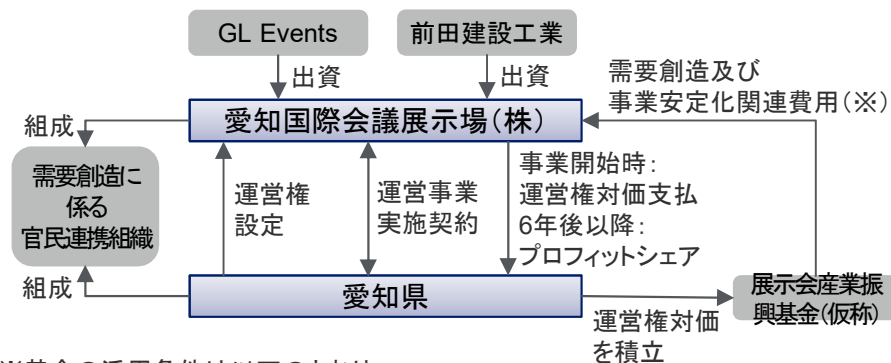 GL Events
前田建設工業
出資
出資
需要創造及び
事業安定化関連費用(※)
愛知国際会議展示場(株)
組成
需要創造に
係る
官民連携組織
運営権
設定
運営事業
実施契約
事業開始時:
運営権対価支払
6年後以降:
プロフィットシェア
組成
愛知県
展示会産業振
興基金(仮称)
運営権対価
を積立